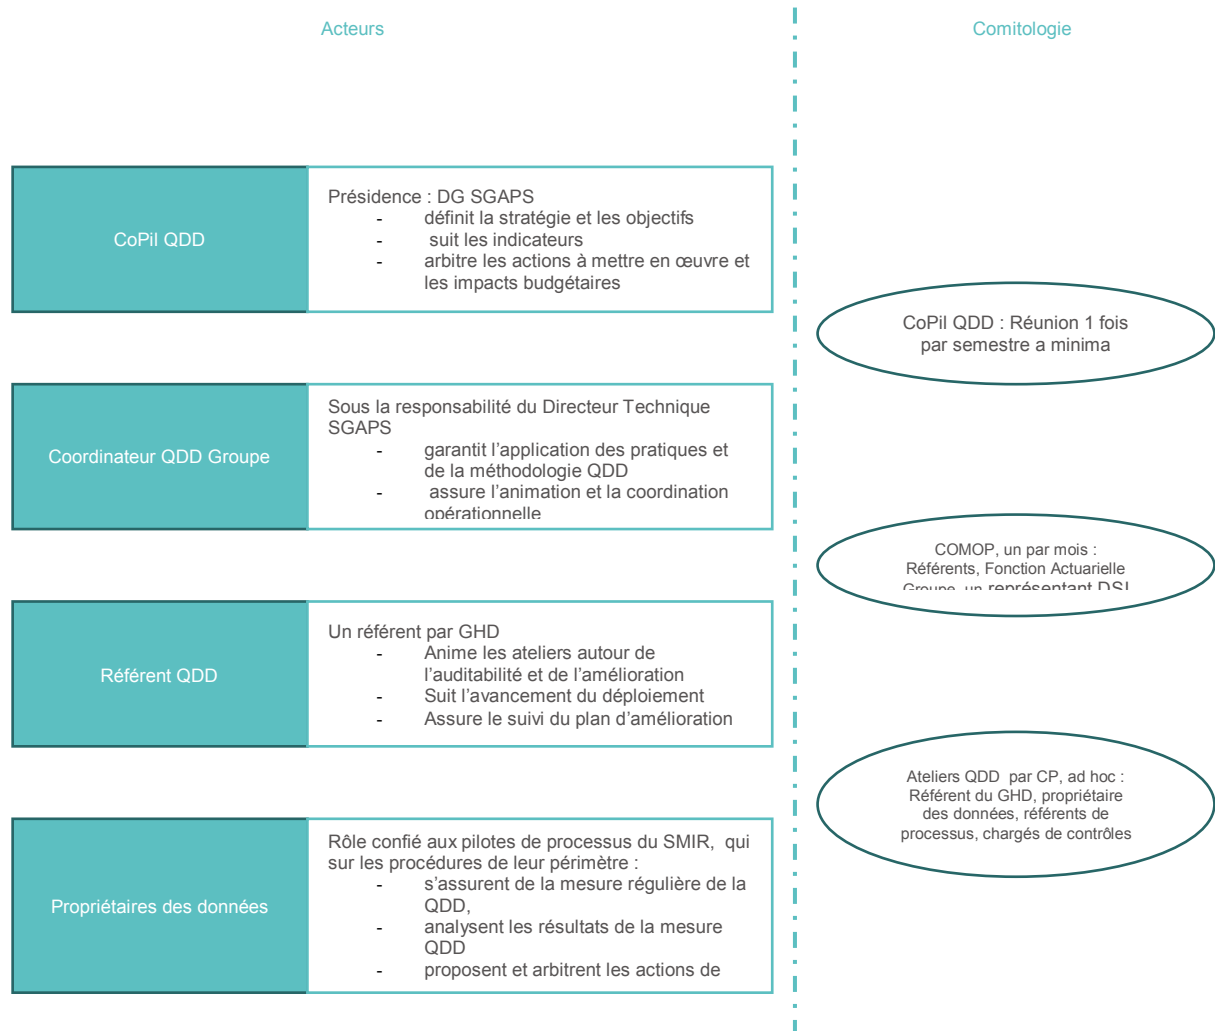 Acteurs
Comitologie
CoPil QDD
Présidence : DG SGAPS
- définit la stratégie et les objectifs
- suit les indicateurs
- arbitre les actions à mettre en œuvre et
les impacts budgétaires
CoPil QDD : Réunion 1 fois
par semestre a minima
Coordinateur QDD Groupe
Sous la responsabilité du Directeur Technique
SGAPS
- garantit l’application des pratiques et
de la méthodologie QDD
- assure l’animation et la coordination
opérationnelle
COMOP, un par mois :
Référents, Fonction Actuarielle
Groupe, un représentant DSI
Référent QDD
Un référent par GHD
- Anime les ateliers autour de
l’auditabilité et de l’amélioration
- Suit l’avancement du déploiement
- Assure le suivi du plan d’amélioration
Ateliers QDD par CP, ad hoc :
Référent du GHD, propriétaire
des données, référents de
processus, chargés de contrôles
Propriétaires des données
Rôle confié aux pilotes de processus du SMIR, qui
sur les procédures de leur périmètre :
- s’assurent de la mesure régulière de la
QDD,
- analysent les résultats de la mesure
QDD
- proposent et arbitrent les actions de